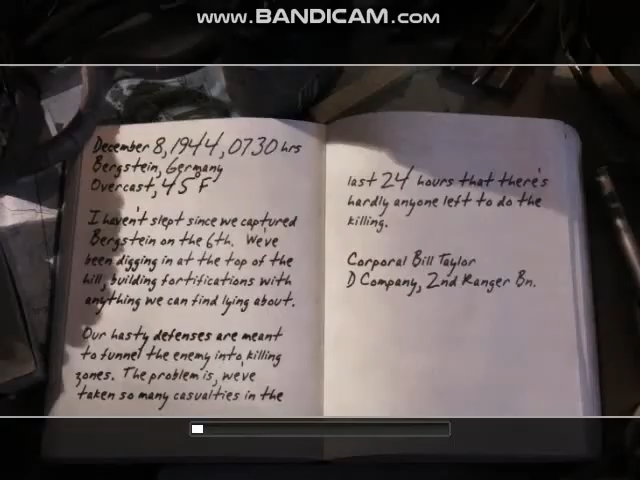 www.BANDICAM.com
December 8, 1944, 0730 hrs
Bergstein, Germany
Overcast, 45°F
I haven't slept since we captured
Bergstein on the 6th. We've
been digging in at the top of the
hill, building fortifications with
anything we can find lying about.
Our hasty defenses are meant
to funnel the enemy into killing
zones. The problem is, we've
taken so many casualties in the
last 24 hours that there's
hardly anyone left to do the
killing.
Corporal Bill Taylor
D Company, 2nd Ranger Bn.